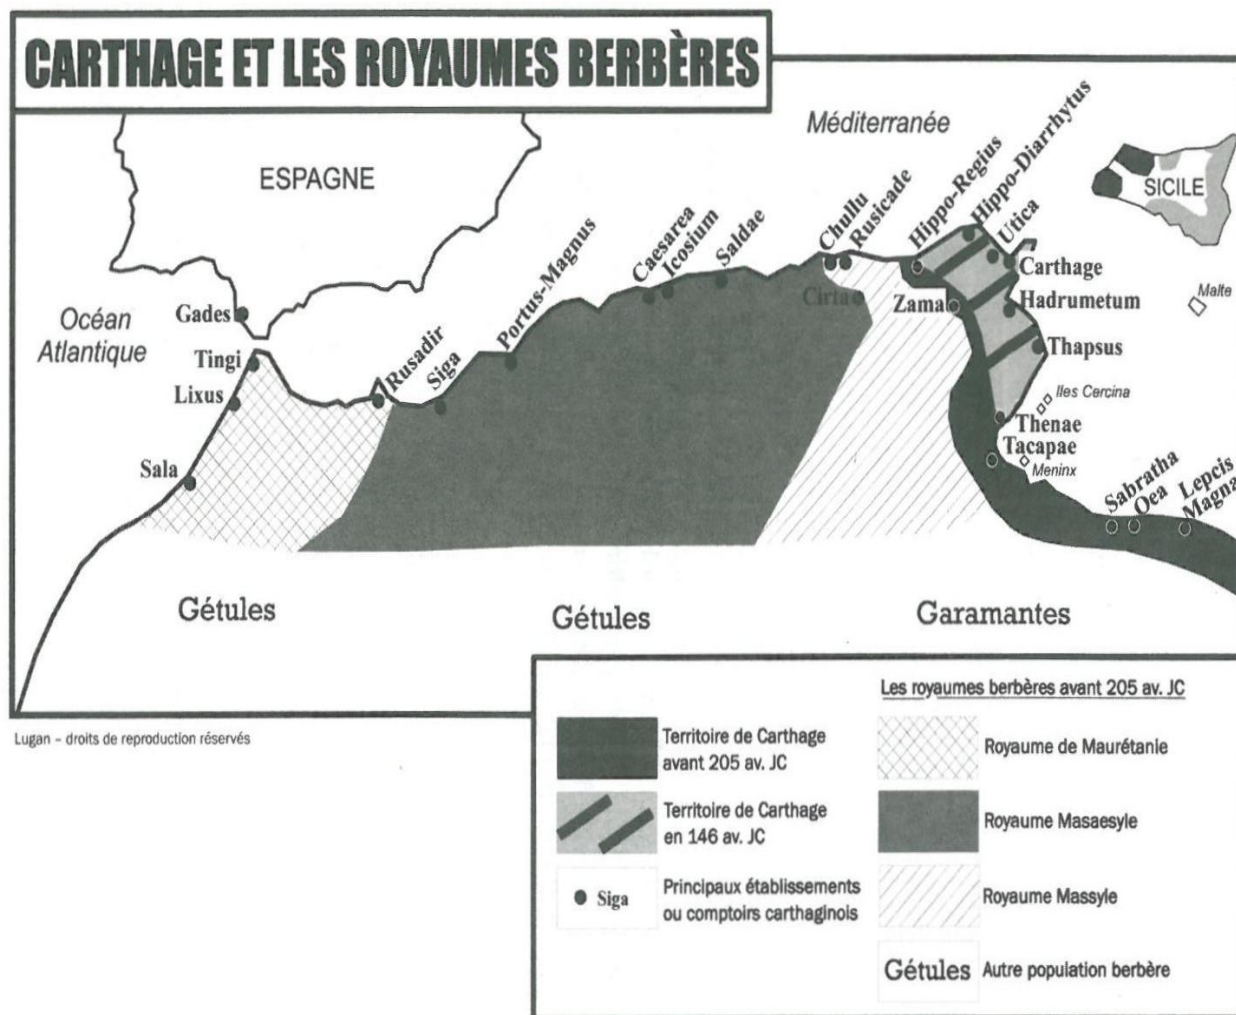 CARTHAGE ET LES ROYAUMES BERBÈRES
Méditerranée
ESPAGNE
SICILE
Océan
Atlantique
Gades
Tingi
Lixus
Sala
Rusadir
Siga
Portus-Magnus
Caesarea
Icosium
Saldae
Chullu
Rusicade
Cirta
Hippo-Regius
Hippo-Diarrhytus
Utica
Carthage
Zama
Hadrumetum
Malte
Thapsus
Iles Cercina
Thenae
Tacapae
Meninx
Sabratha
Oea
Lepcis
Magna
Gétules
Gétules
Garamantes
Lugan – droits de reproduction réservés
Territoire de Carthage
avant 205 av. JC
Territoire de Carthage
en 146 av. JC
Siga
Principaux établissements
ou comptoirs carthaginois
Les royaumes berbères avant 205 av. JC
Royaume de Maurétanie
Royaume Masaesyle
Royaume Massyle
Gétules
Autre population berbère